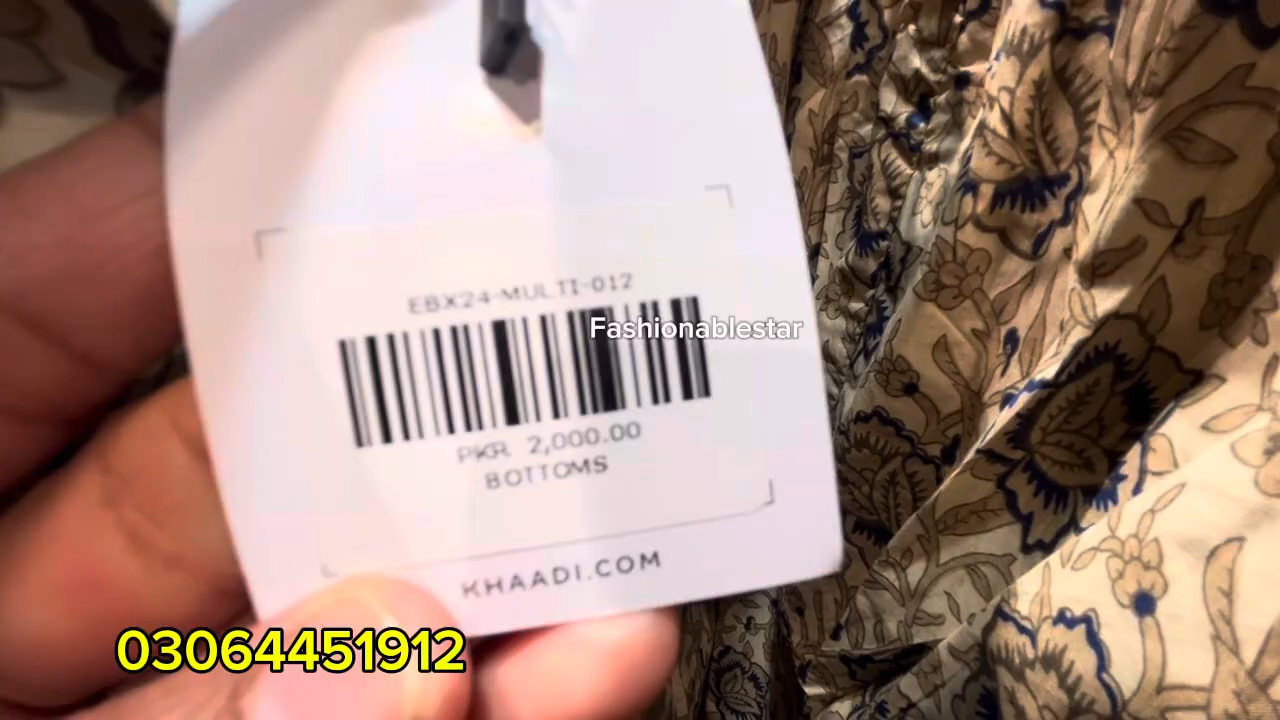 EBX24-MULTI-012
Fashionablestar
PKR 2,000.00
BOTTOMS
KHAADI.COM
03064451912